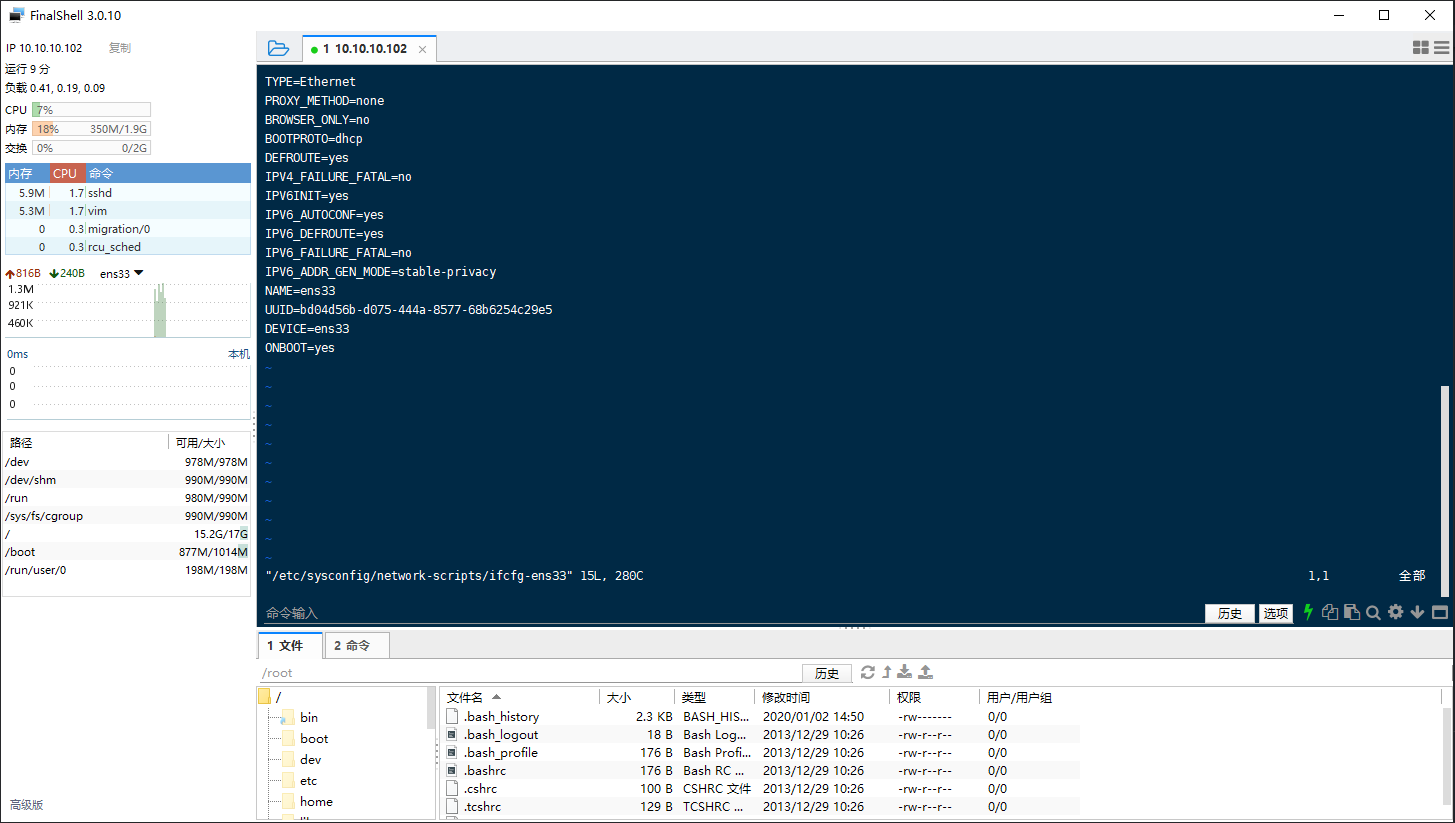 FinalShell 3.0.10
IP 10.10.10.102 复制
运行 9 分
负载 0.41, 0.19, 0.09
CPU 7%
内存 18% 350M/1.9G
交换 0% 0/2G
内存 CPU 命令
5.9M 1.7 sshd
5.3M 1.7 vim
0 0.3 migration/0
0 0.3 rcu_sched
816B 240B ens33
1.3M
921K
460K
0ms 本机
0
0
0
路径 可用/大小
/dev 978M/978M
/dev/shm 990M/990M
/run 980M/990M
/sys/fs/cgroup 990M/990M
/ 15.2G/17G
/boot 877M/1014M
/run/user/0 198M/198M
高级版
1 10.10.10.102
TYPE=Ethernet
PROXY_METHOD=none
BROWSER_ONLY=no
BOOTPROTO=dhcp
DEFROUTE=yes
IPV4_FAILURE_FATAL=no
IPV6INIT=yes
IPV6_AUTOCONF=yes
IPV6_DEFROUTE=yes
IPV6_FAILURE_FATAL=no
IPV6_ADDR_GEN_MODE=stable-privacy
NAME=ens33
UUID=bd04d56b-d075-444a-8577-68b6254c29e5
DEVICE=ens33
ONBOOT=yes
~
~
~
~
~
~
~
~
~
~
~
"/etc/sysconfig/network-scripts/ifcfg-ens33" 15L, 280C 1,1 全部
命令输入 历史 选项
1 文件 2 命令
/root 历史
/
bin
boot
dev
etc
home
文件名 大小 类型 修改时间 权限 用户/用户组
.bash_history 2.3 KB BASH_HIS... 2020/01/02 14:50 -rw------- 0/0
.bash_logout 18 B Bash Log... 2013/12/29 10:26 -rw-r--r-- 0/0
.bash_profile 176 B Bash Profi... 2013/12/29 10:26 -rw-r--r-- 0/0
.bashrc 176 B Bash RC ... 2013/12/29 10:26 -rw-r--r-- 0/0
.cshrc 100 B CSHRC 文件 2013/12/29 10:26 -rw-r--r-- 0/0
.tcshrc 129 B TCSHRC ... 2013/12/29 10:26 -rw-r--r-- 0/0